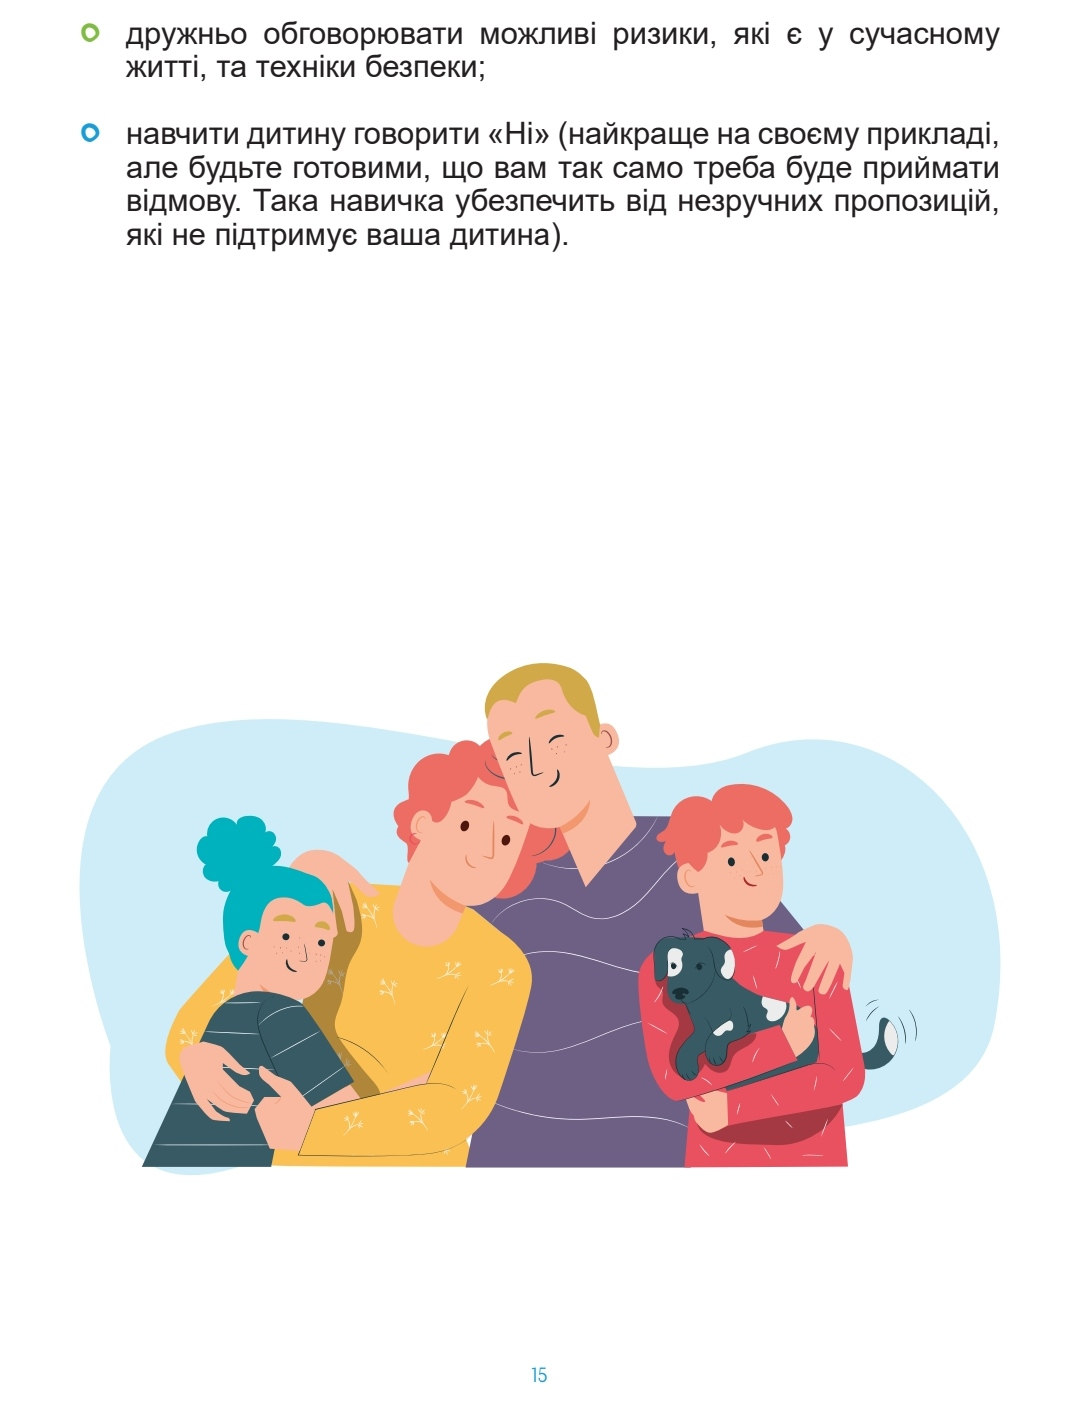 дружньо обговорювати можливі ризики, які є у сучасному
житті, та техніки безпеки;
навчити дитину говорити «Ні» (найкраще на своєму прикладі,
але будьте готовими, що вам так само треба буде приймати
відмову. Така навичка убезпечить від незручних пропозицій,
які не підтримує ваша дитина).
15